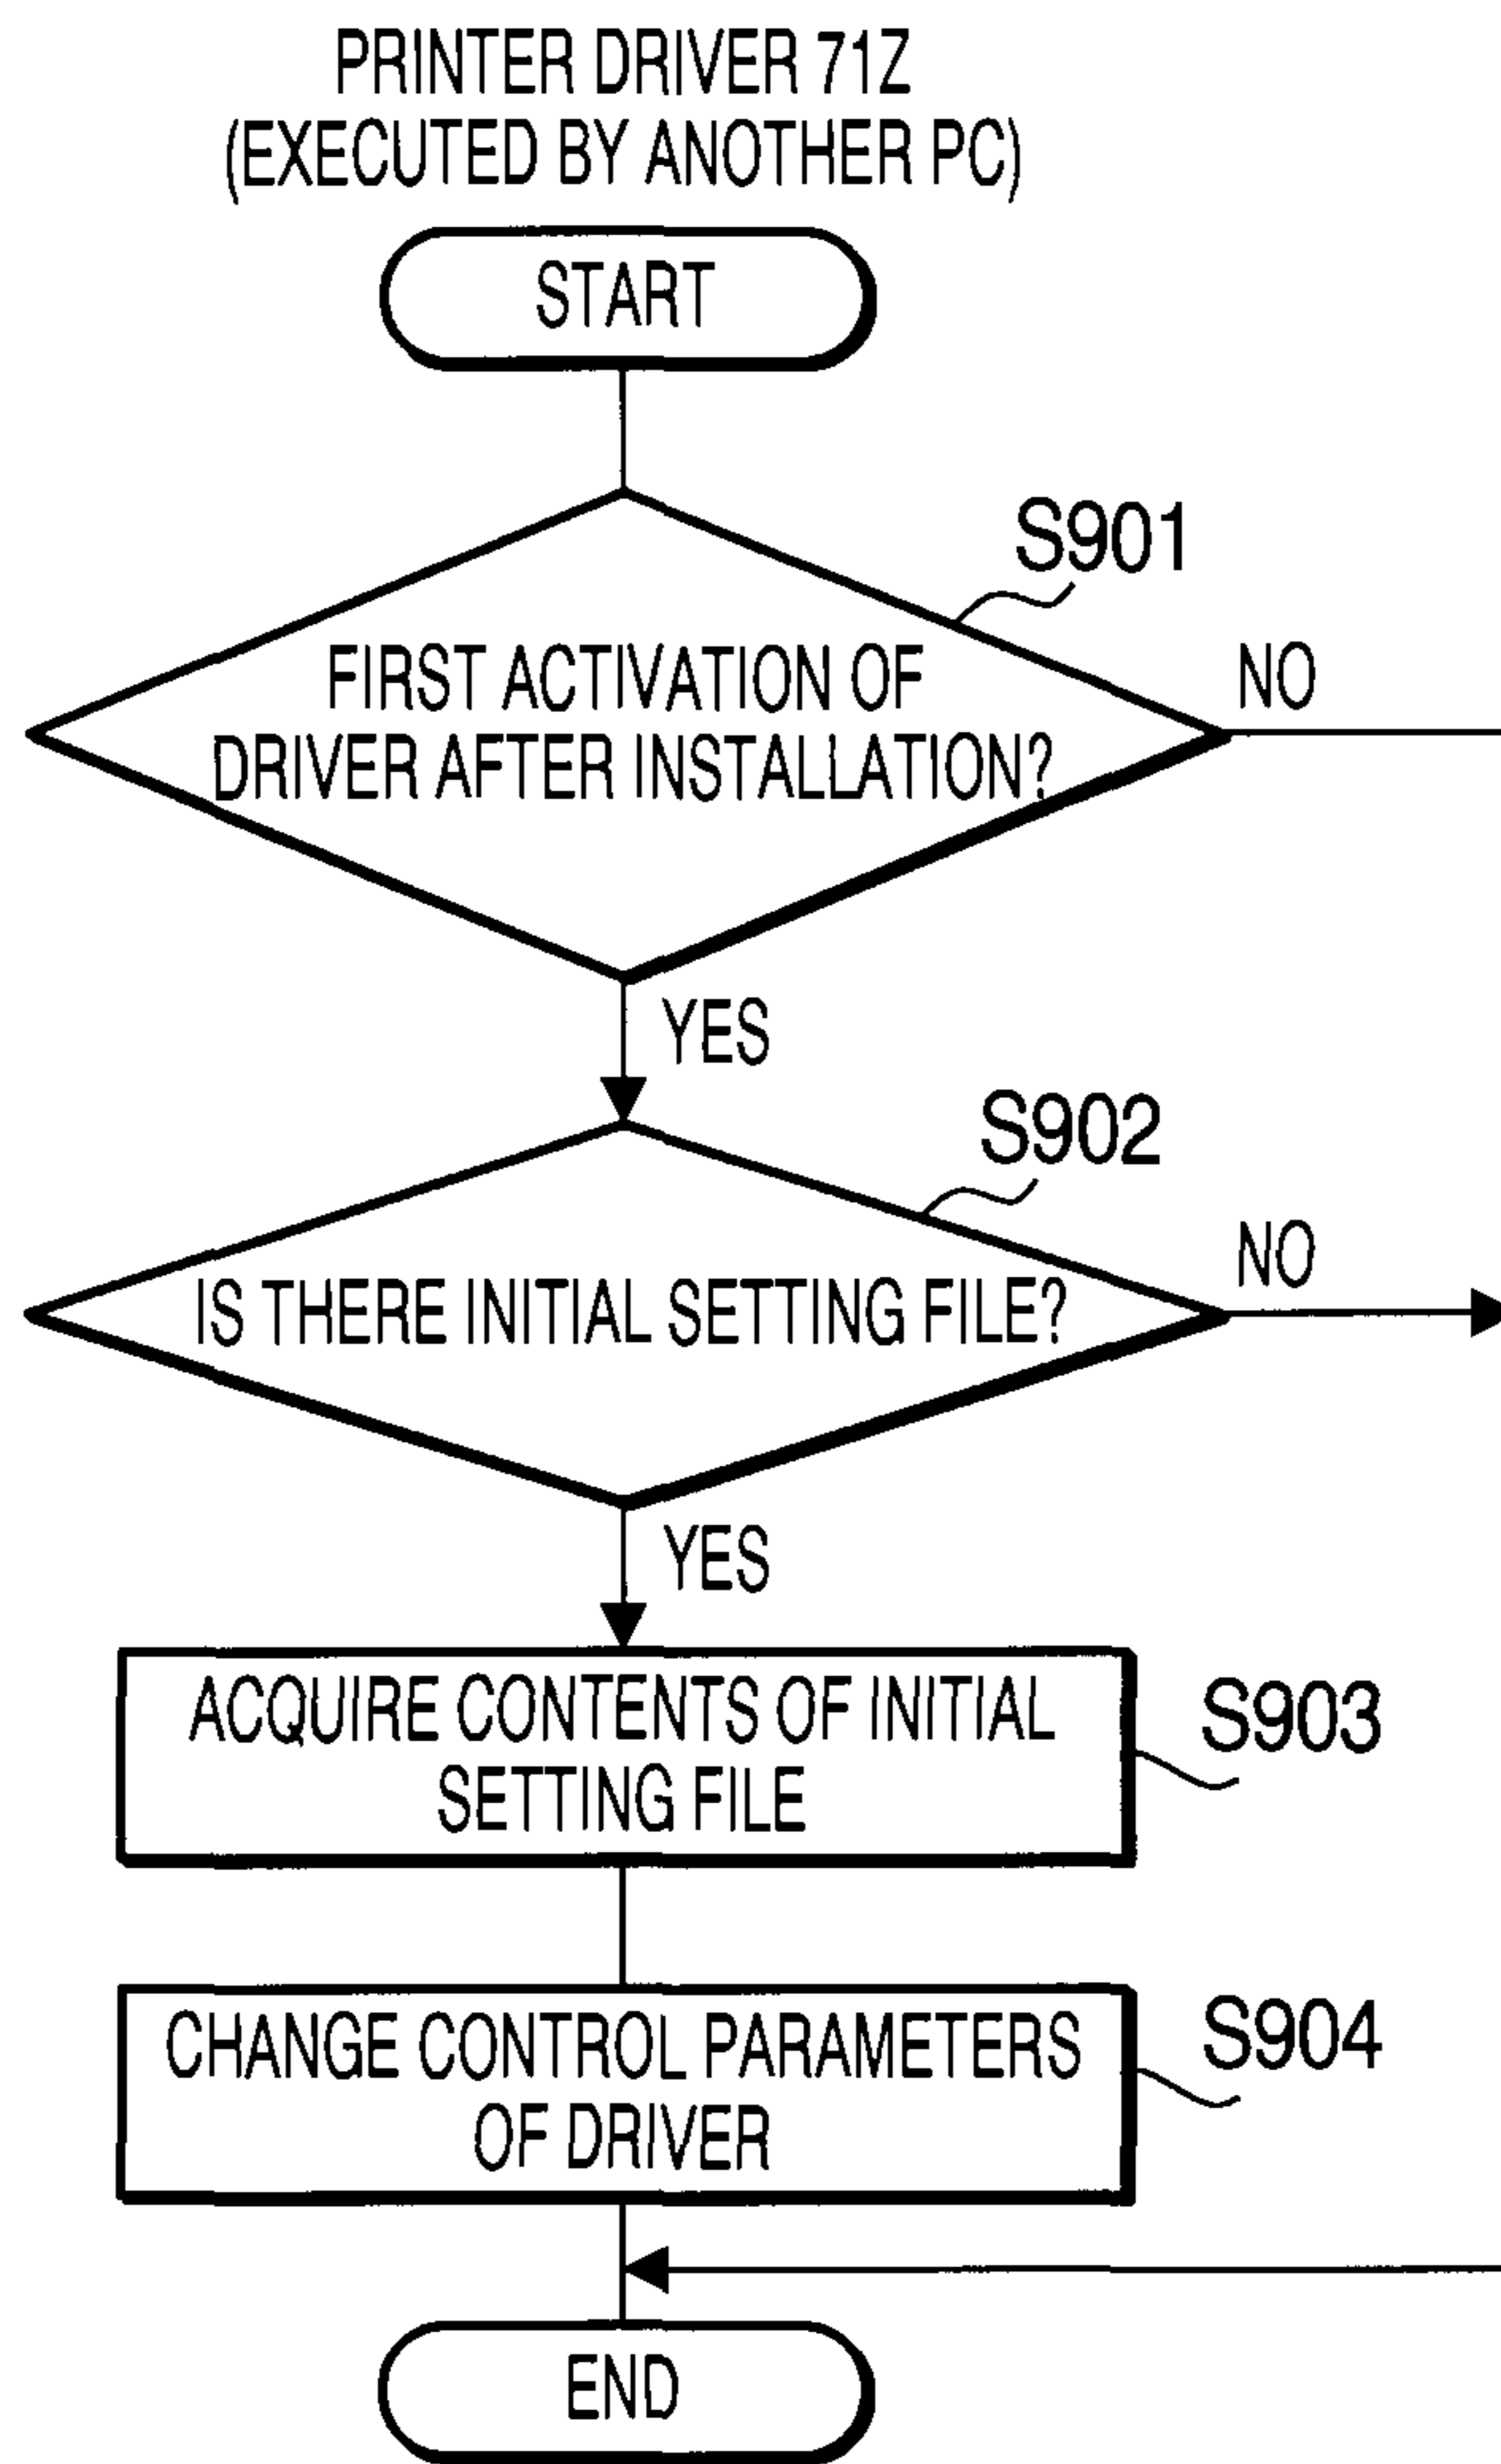 PRINTER DRIVER 71Z
(EXECUTED BY ANOTHER PC)
START
S901
FIRST ACTIVATION OF
DRIVER AFTER INSTALLATION?
NO
YES
S902
IS THERE INITIAL SETTING FILE?
NO
YES
ACQUIRE CONTENTS OF INITIAL
SETTING FILE
S903
CHANGE CONTROL PARAMETERS
OF DRIVER
S904
END